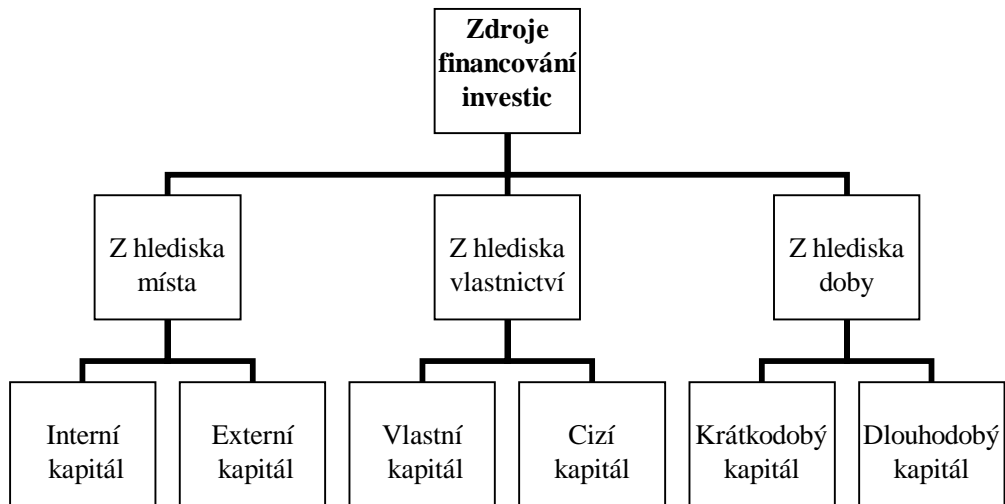 Zdroje
financování
investic
Z hlediska
místa
Z hlediska
vlastnictví
Z hlediska
doby
Interní
kapitál
Externí
kapitál
Vlastní
kapitál
Cizí
kapitál
Krátkodobý
kapitál
Dlouhodobý
kapitál